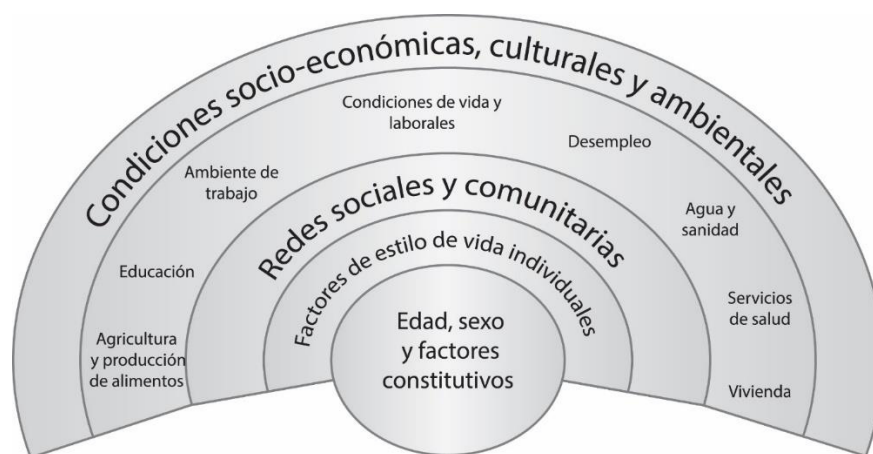 Condiciones socio-económicas, culturales y ambientales
Condiciones de vida y
laborales
Desempleo
Ambiente de
trabajo
Agua y
sanidad
Educación
Servicios
de salud
Agricultura
y producción
de alimentos
Vivienda
Redes sociales y comunitarias
Factores de estilo de vida individuales
Edad, sexo
y factores
constitutivos